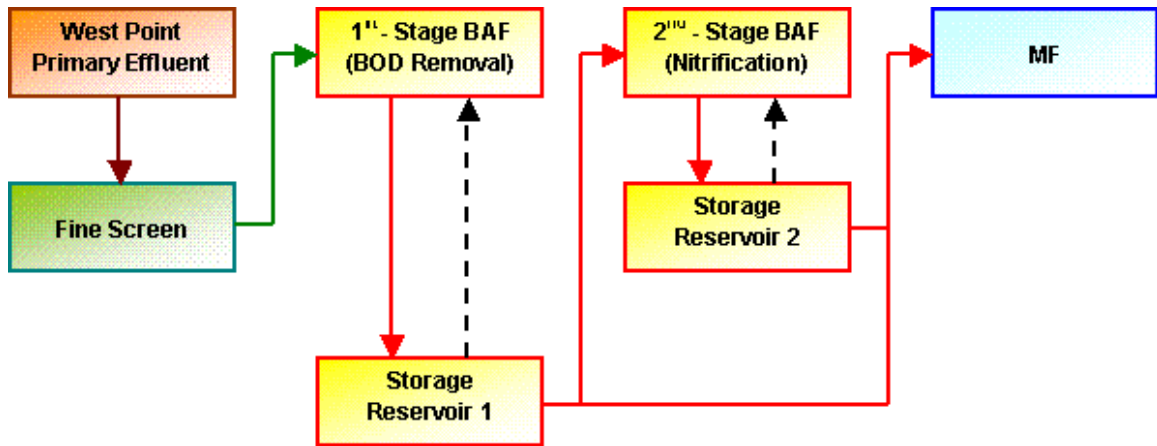 West Point
Primary Effluent
1st - Stage BAF
(BOD Removal)
2nd - Stage BAF
(Nitrification)
MF
Fine Screen
Storage
Reservoir 2
Storage
Reservoir 1